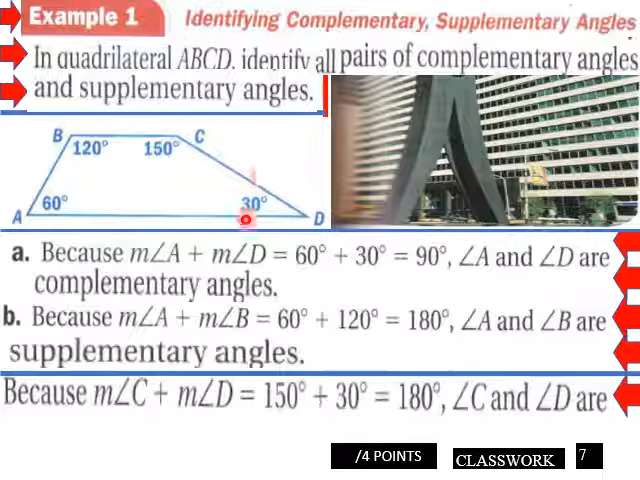 Example 1
Identifying Complementary, Supplementary Angles
In quadrilateral ABCD, identify all pairs of complementary angles
and supplementary angles.
B
C
120°
150°
60°
30°
A
D
a. Because m∠A + m∠D = 60° + 30° = 90°, ∠A and ∠D are
complementary angles.
b. Because m∠A + m∠B = 60° + 120° = 180°, ∠A and ∠B are
supplementary angles.
Because m∠C + m∠D = 150° + 30° = 180°, ∠C and ∠D are
/4 POINTS
CLASSWORK
7